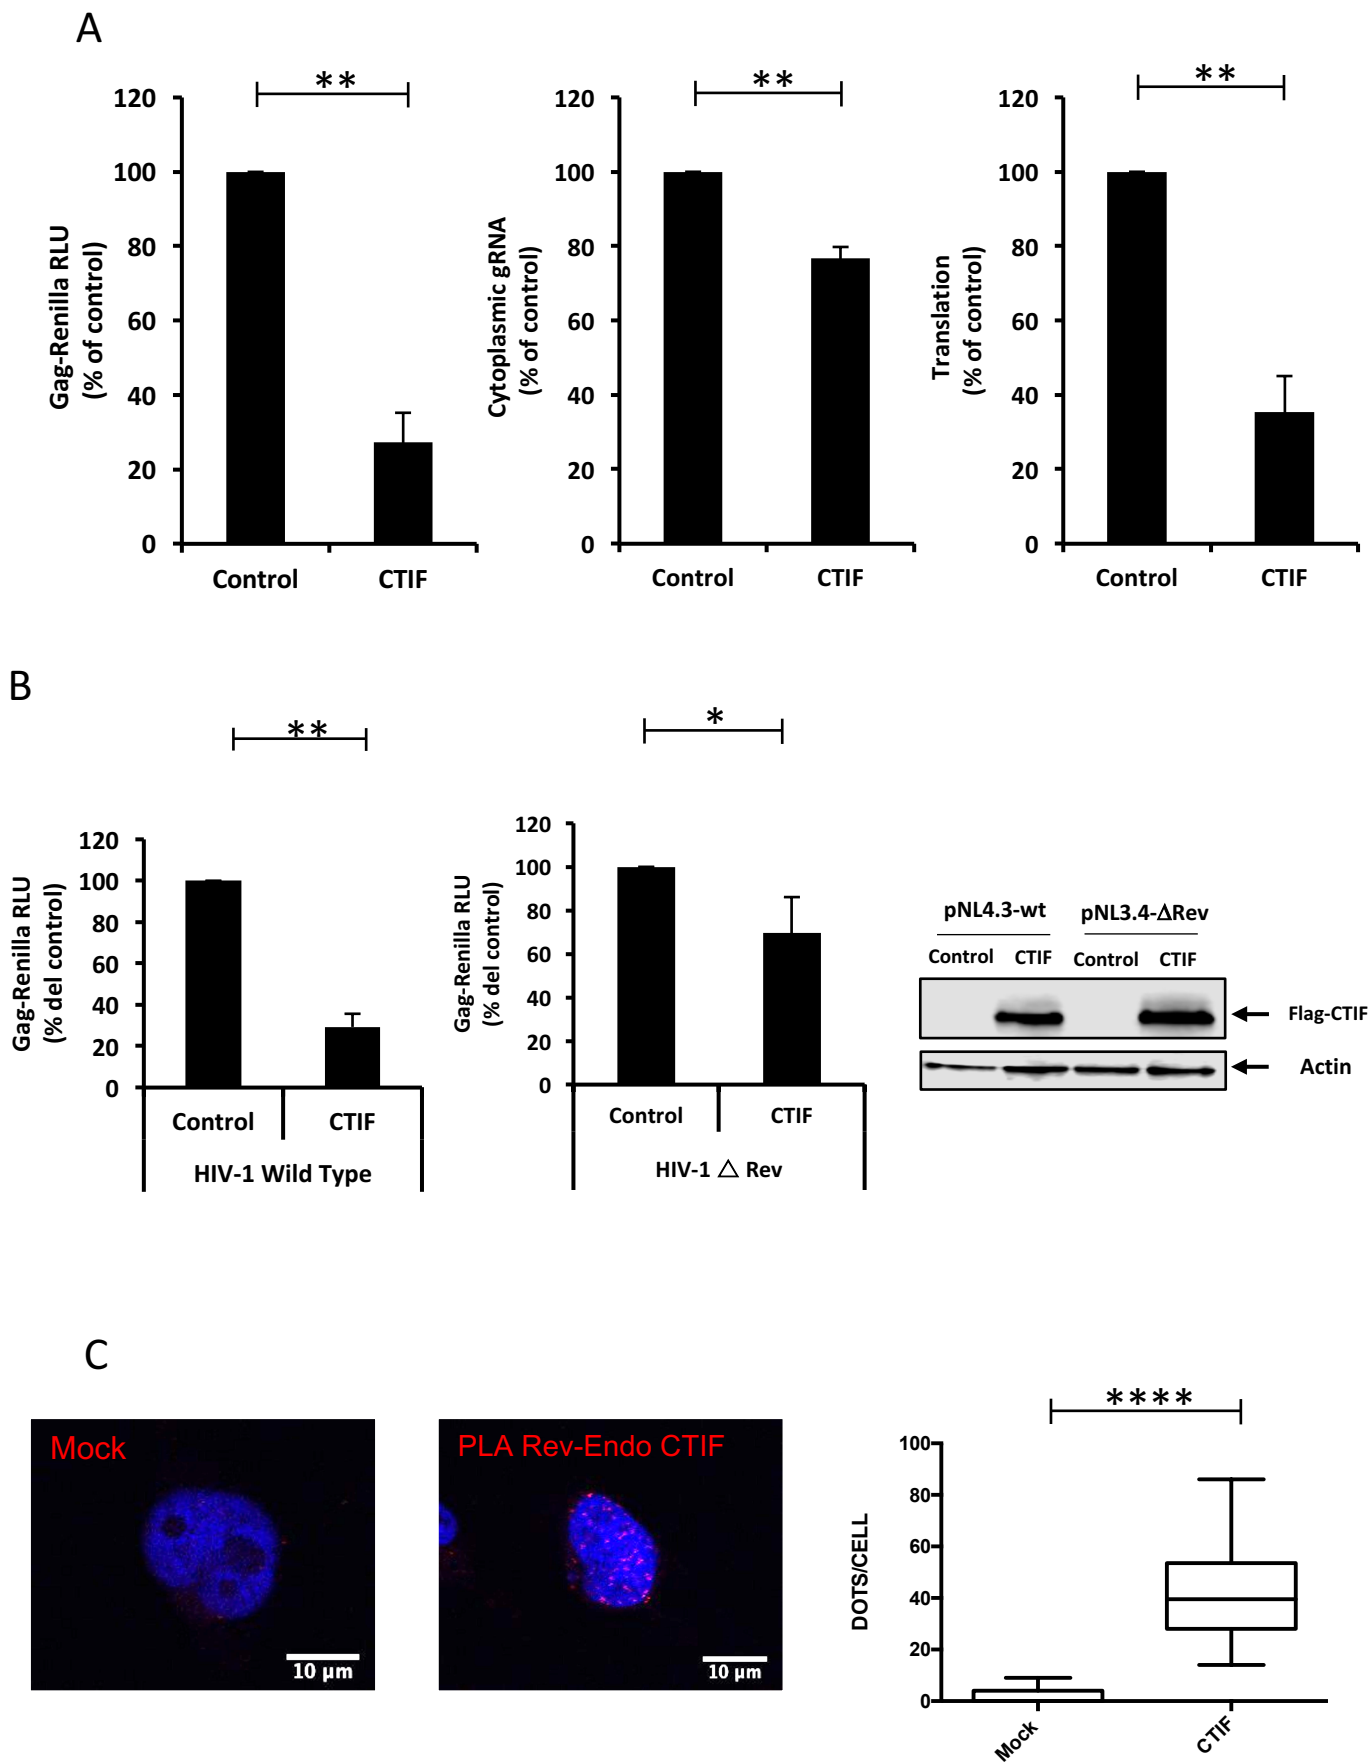 A
**
**
**
120
100
80
60
40
20
0
Gag-Renilla RLU
(% of control)
Control
CTIF
120
100
80
60
40
20
0
Cytoplasmic gRNA
(% of control)
Control
CTIF
120
100
80
60
40
20
0
Translation
(% of control)
Control
CTIF
B
**
120
100
80
60
40
20
0
Gag-Renilla RLU
(% del control)
Control
CTIF
HIV-1 Wild Type
*
120
100
80
60
40
20
0
Gag-Renilla RLU
(% del control)
Control
CTIF
HIV-1 △ Rev
pNL4.3-wt
pNL3.4-ΔRev
Control
CTIF
Control
CTIF
Flag-CTIF
Actin
C
Mock
10 µm
PLA Rev-Endo CTIF
10 µm
****
100
80
60
40
20
0
DOTS/CELL
Mock
CTIF